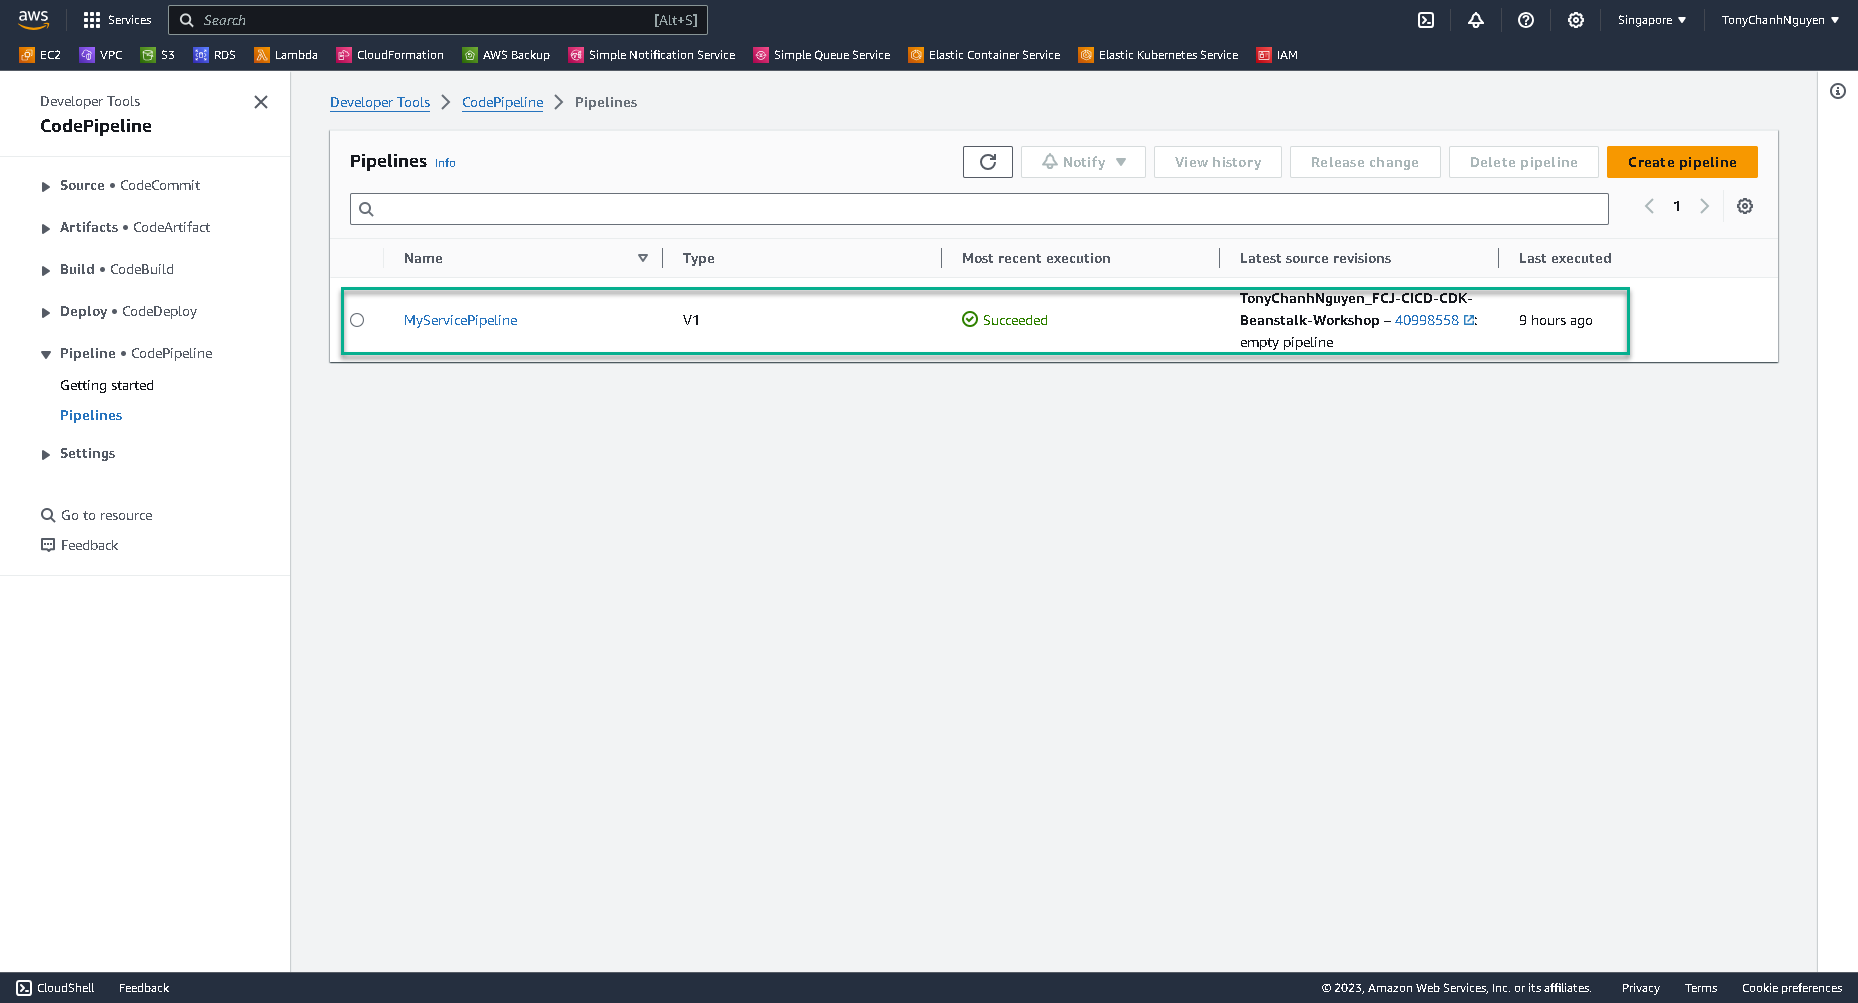 aws Services Search [Alt+S] Singapore TonyChanhNguyen
EC2 VPC S3 RDS Lambda CloudFormation AWS Backup Simple Notification Service Simple Queue Service Elastic Container Service Elastic Kubernetes Service IAM
Developer Tools
CodePipeline
Source • CodeCommit
Artifacts • CodeArtifact
Build • CodeBuild
Deploy • CodeDeploy
Pipeline • CodePipeline
Getting started
Pipelines
Settings
Go to resource
Feedback
Developer Tools CodePipeline Pipelines
Pipelines Info Notify View history Release change Delete pipeline Create pipeline
1
Name Type Most recent execution Latest source revisions Last executed
MyServicePipeline V1 Succeeded
TonyChanhNguyen_FCJ-CICD-CDK-
Beanstalk-Workshop – 40998558 :
empty pipeline
9 hours ago
CloudShell Feedback © 2023, Amazon Web Services, Inc. or its affiliates. Privacy Terms Cookie preferences